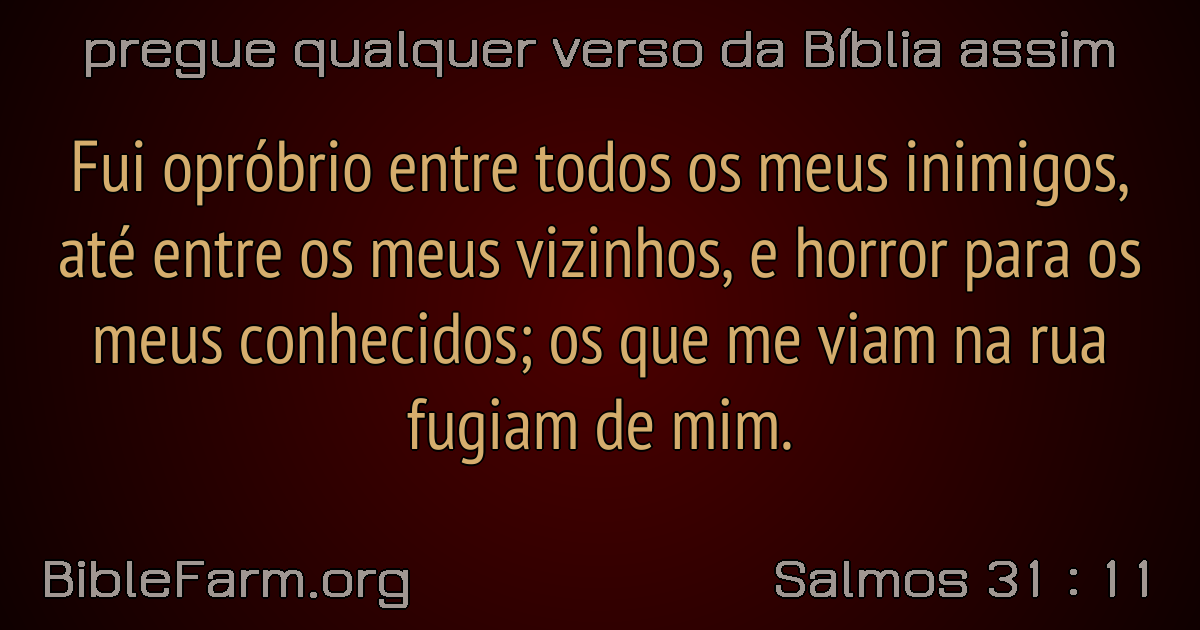 pregue qualquer verso da Bíblia assim
Fui opróbrio entre todos os meus inimigos,
até entre os meus vizinhos, e horror para os
meus conhecidos; os que me viam na rua
fugiam de mim.
BibleFarm.org
Salmos 31 : 11